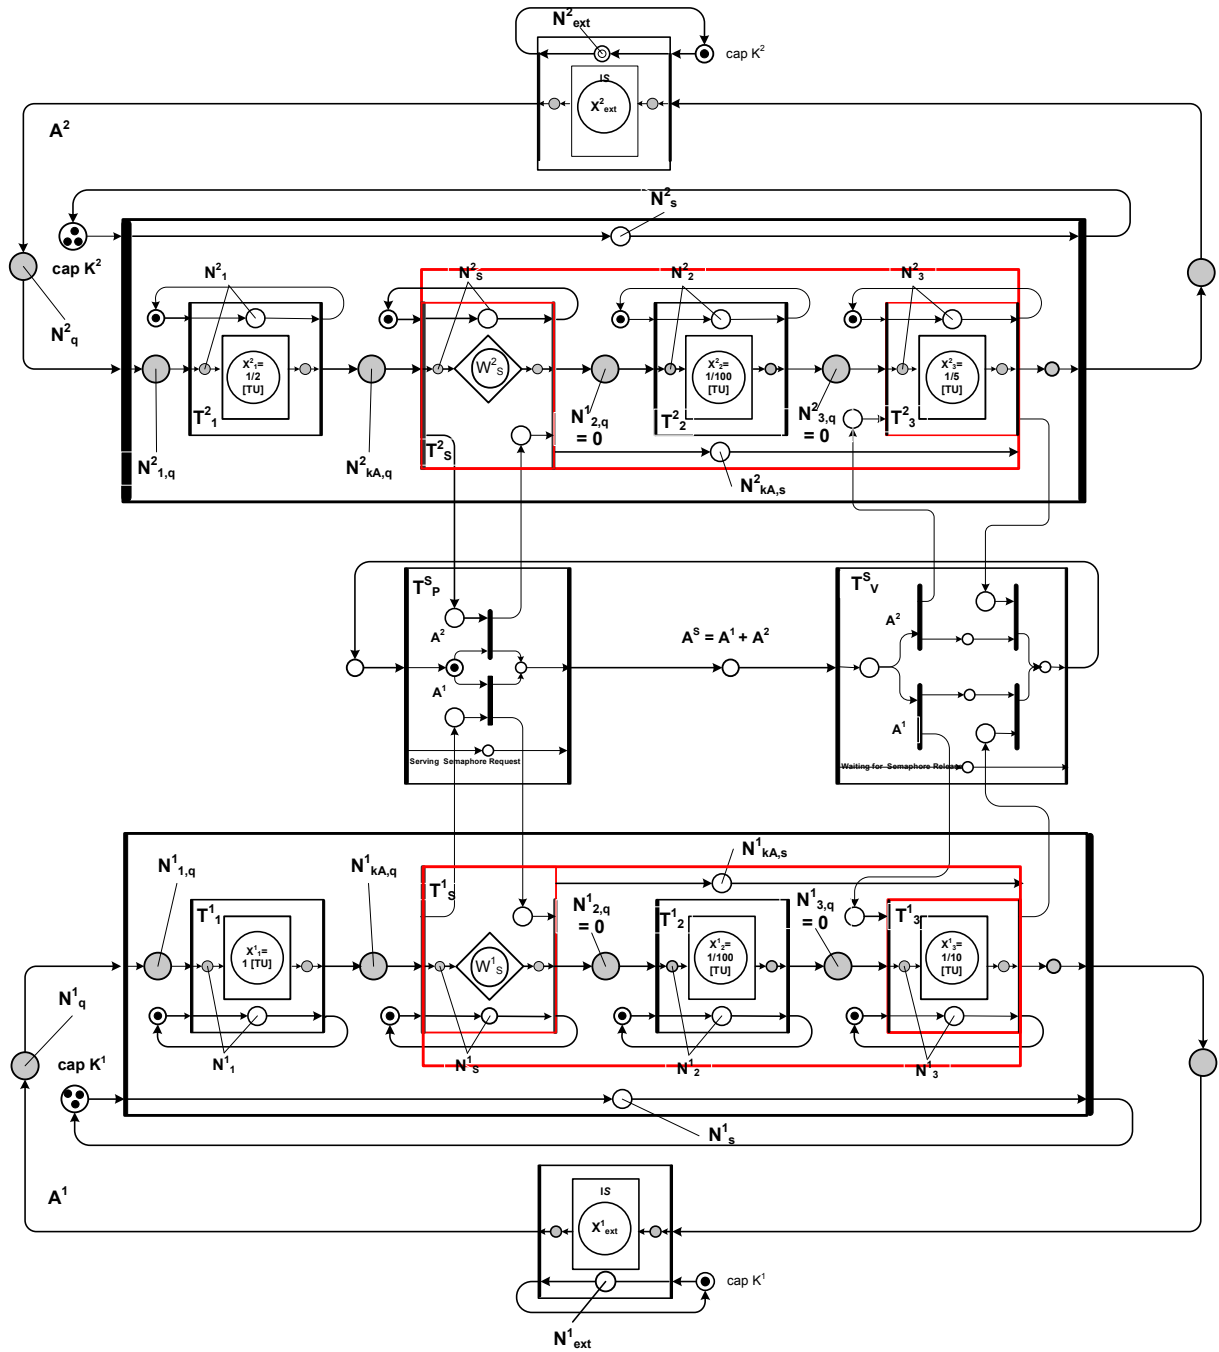 N²ext
cap K²
IS
X²ext
A²
N²s
cap K²
N²q
N²1
N²S
N²2
N²3
X²1=
1/2
[TU]
W²S
X²2=
1/100
[TU]
X²3=
1/5
[TU]
T²1
T²S
T²2
T²3
N¹2,q
= 0
N²3,q
= 0
N²1,q
N²kA,q
N²kA,s
T^S_P
T^S_V
A²
A²
A^S = A¹ + A²
A¹
A¹
Serving Semaphore Request
Waiting for Semaphore Release
N¹1,q
N¹kA,q
N¹kA,s
T¹S
N¹2,q
= 0
N¹3,q
= 0
T¹1
T¹2
T¹3
X¹1=
1 [TU]
W¹S
X¹2=
1/100
[TU]
X¹3=
1/10
[TU]
N¹q
cap K¹
N¹1
N¹S
N¹2
N¹3
N¹s
A¹
IS
X¹ext
cap K¹
N¹ext